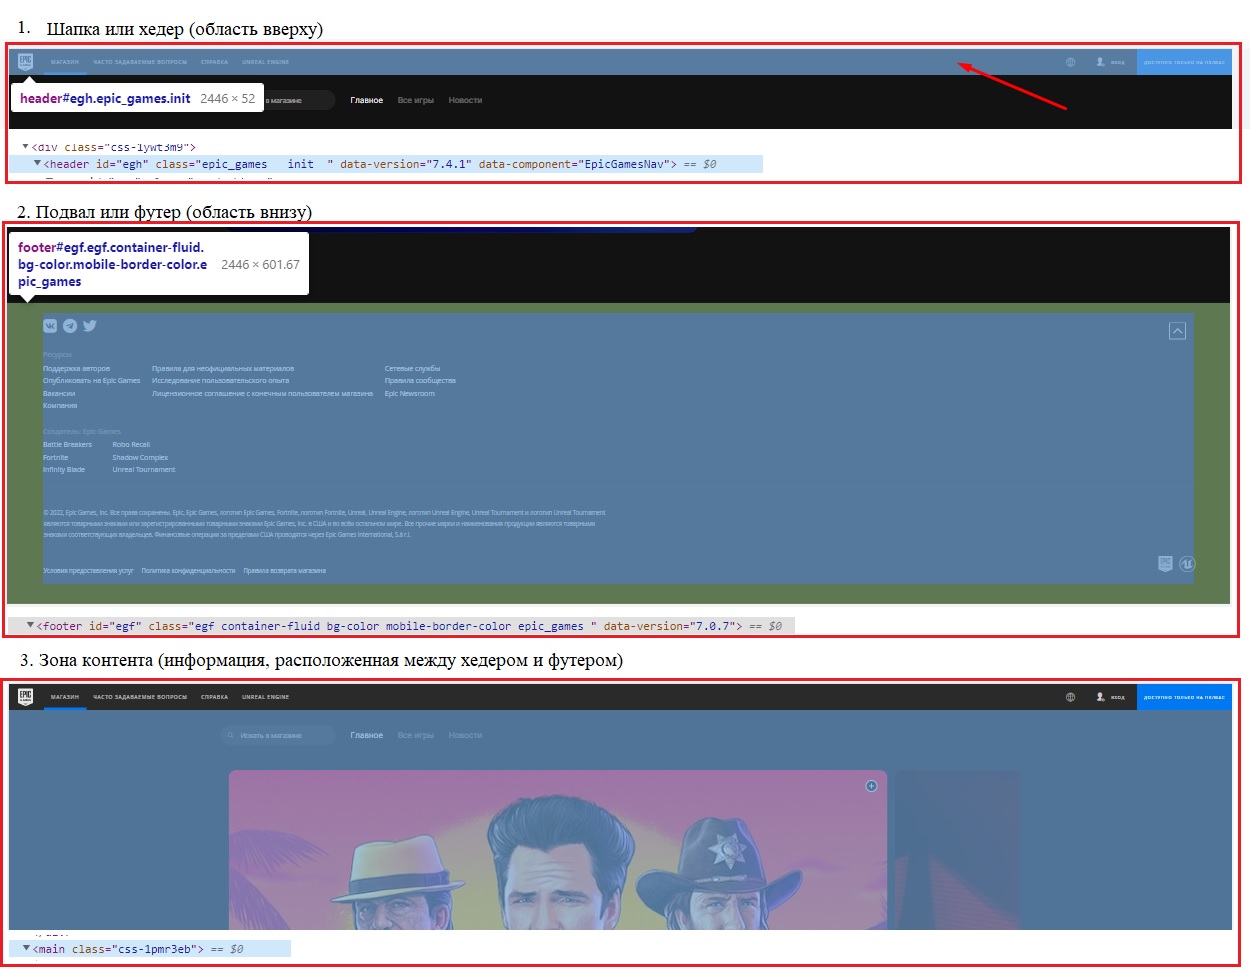 1. Шапка или хедер (область вверху)
EPIC GAMES МАГАЗИН ЧАСТО ЗАДАВАЕМЫЕ ВОПРОСЫ СПРАВКА UNREAL ENGINE ВХОД ДОСТУПНО ТОЛЬКО НА ПК/MAC
header#egh.epic_games.init 2446 × 52 в магазине Главное Все игры Новости
<div class="css-1ywt3m9">
<header id="egh" class="epic_games init " data-version="7.4.1" data-component="EpicGamesNav"> == $0
2. Подвал или футер (область внизу)
footer#egf.egf.container-fluid.
bg-color.mobile-border-color.e 2446 × 601.67
pic_games
Ресурсы
Поддержка авторов Правила для неофициальных материалов Сетевые службы
Опубликовать на Epic Games Исследование пользовательского опыта Правила сообщества
Вакансии Лицензионное соглашение с конечным пользователем магазина Epic Newsroom
Компания
Создатель: Epic Games
Battle Breakers Robo Recall
Fortnite Shadow Complex
Infinity Blade Unreal Tournament
© 2022, Epic Games, Inc. Все права сохранены. Epic, Epic Games, логотип Epic Games, Fortnite, логотип Fortnite, Unreal, Unreal Engine, логотип Unreal Engine, Unreal Tournament и логотип Unreal Tournament
являются товарными знаками или зарегистрированными товарными знаками Epic Games, Inc. в США и во всём остальном мире. Все прочие марки и наименования продукции являются товарными
знаками соответствующих владельцев. Финансовые операции за пределами США проводятся через Epic Games International, S.à r.l.
Условия предоставления услуг Политика конфиденциальности Правила возврата магазина
<footer id="egf" class="egf container-fluid bg-color mobile-border-color epic_games " data-version="7.0.7"> == $0
3. Зона контента (информация, расположенная между хедером и футером)
EPIC GAMES МАГАЗИН ЧАСТО ЗАДАВАЕМЫЕ ВОПРОСЫ СПРАВКА UNREAL ENGINE ВХОД ДОСТУПНО ТОЛЬКО НА ПК/MAC
Искать в магазине Главное Все игры Новости
<main class="css-1pmr3eb"> == $0